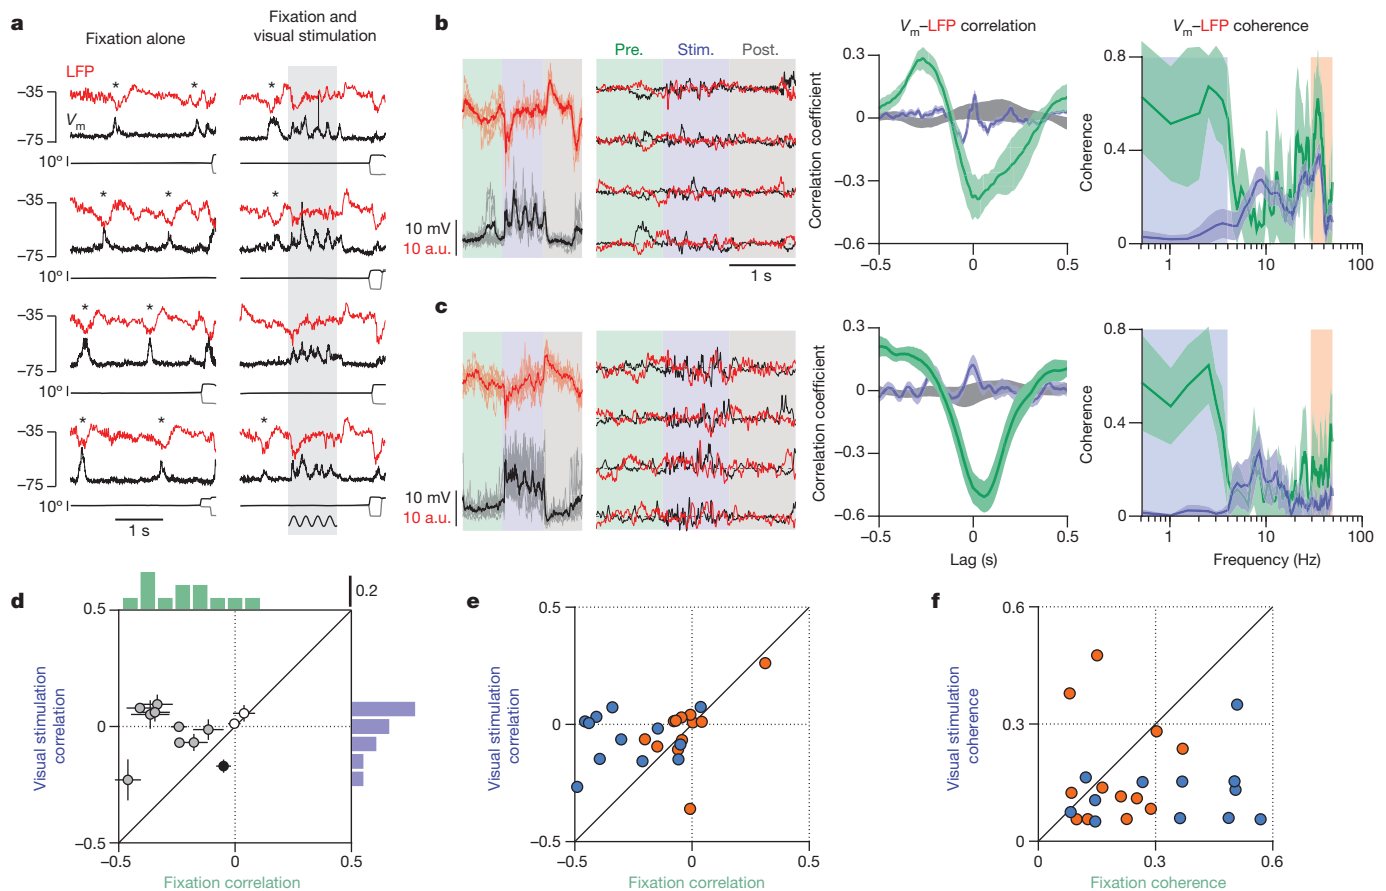 a
Fixation alone
Fixation and
visual stimulation
LFP
Vm
−35
−75
10°
* *
*
−35
−75
10°
* *
*
−35
−75
10°
* *
−35
−75
10°
* *
*
1 s
b
Pre. Stim. Post.
10 mV
10 a.u.
1 s
Vm–LFP correlation
Correlation coefficient
0.3
0
−0.3
−0.6
−0.5 0 0.5
Vm–LFP coherence
Coherence
0.8
0.4
0
1 10 100
c
10 mV
10 a.u.
Correlation coefficient
0.3
0
−0.3
−0.6
−0.5 0 0.5
Lag (s)
Coherence
0.8
0.4
0
1 10 100
Frequency (Hz)
d
0.2
Visual stimulation
correlation
0.5
0
−0.5
−0.5 0 0.5
Fixation correlation
e
Visual stimulation
correlation
0.5
0
−0.5
−0.5 0 0.5
Fixation correlation
f
Visual stimulation
coherence
0.6
0.3
0
0 0.3 0.6
Fixation coherence